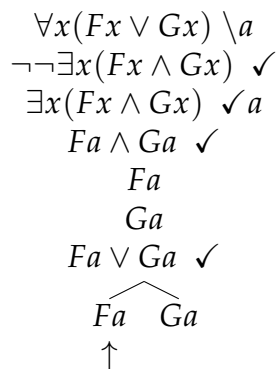 ∀x(Fx ∨ Gx) \a
¬¬∃x(Fx ∧ Gx) ✓
∃x(Fx ∧ Gx) ✓a
Fa ∧ Ga ✓
Fa
Ga
Fa ∨ Ga ✓
Fa Ga
↑